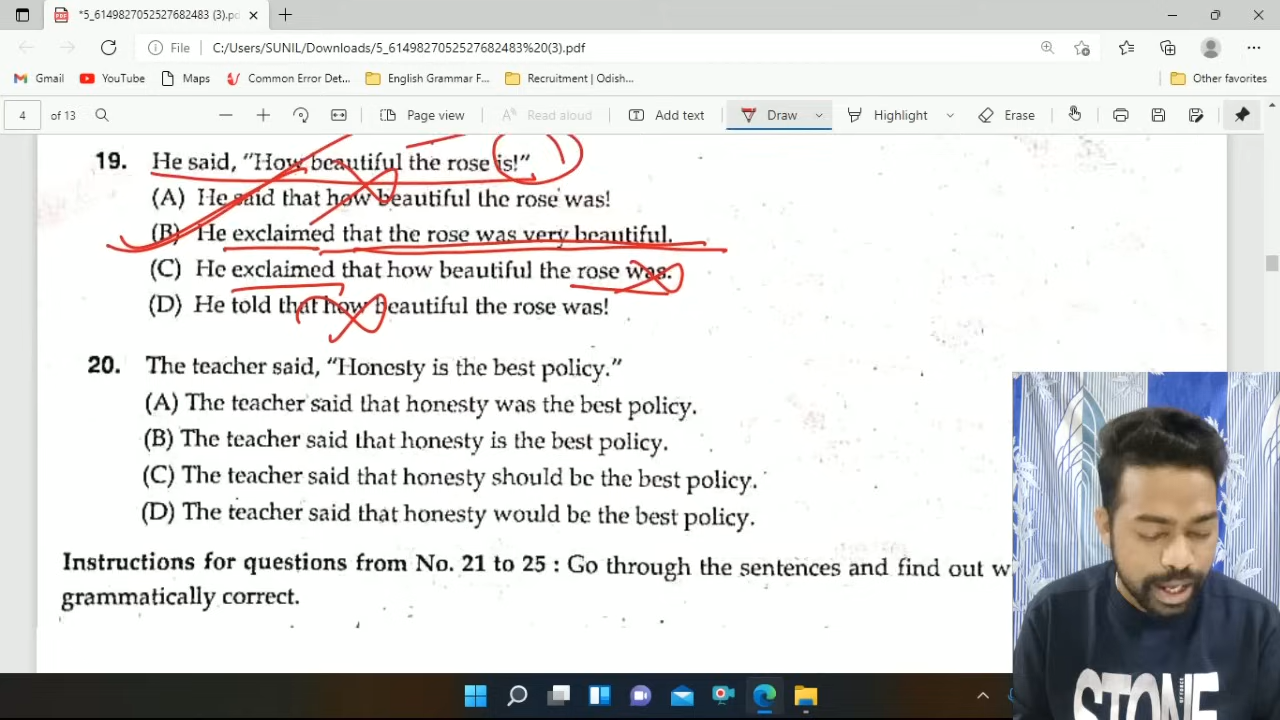 *5_6149827052527682483 (3).pd
File C:/Users/SUNIL/Downloads/5_6149827052527682483%20(3).pdf
Gmail YouTube Maps Common Error Det... English Grammar F... Recruitment | Odish... Other favorites
4 of 13 Page view Read aloud Add text Draw Highlight Erase
19. He said, “How beautiful the rose is!”
(A) He said that how beautiful the rose was!
(B) He exclaimed that the rose was very beautiful.
(C) He exclaimed that how beautiful the rose was.
(D) He told that how beautiful the rose was!
20. The teacher said, “Honesty is the best policy.”
(A) The teacher said that honesty was the best policy.
(B) The teacher said that honesty is the best policy.
(C) The teacher said that honesty should be the best policy.
(D) The teacher said that honesty would be the best policy.
Instructions for questions from No. 21 to 25 : Go through the sentences and find out w
grammatically correct.
STONE